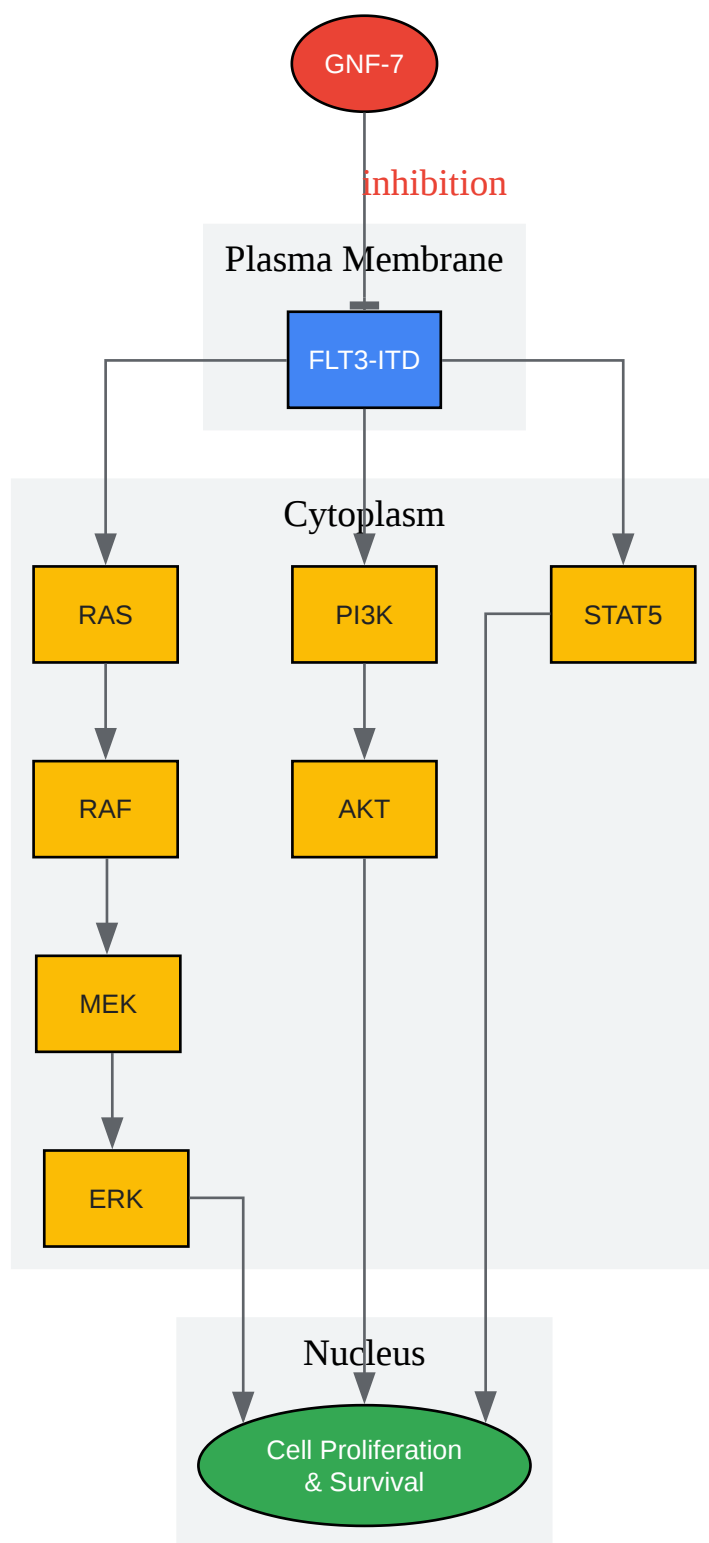 GNF-7
inhibition
Plasma Membrane
FLT3-ITD
Cytoplasm
RAS
PI3K
STAT5
RAF
AKT
MEK
ERK
Nucleus
Cell Proliferation
& Survival